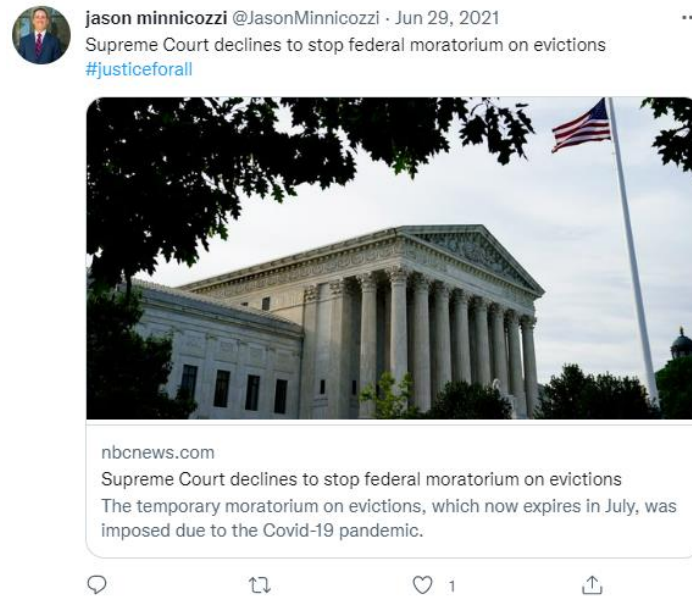 jason minnicozzi @JasonMinnicozzi · Jun 29, 2021
Supreme Court declines to stop federal moratorium on evictions
#justiceforall
nbcnews.com
Supreme Court declines to stop federal moratorium on evictions
The temporary moratorium on evictions, which now expires in July, was
imposed due to the Covid-19 pandemic.
1